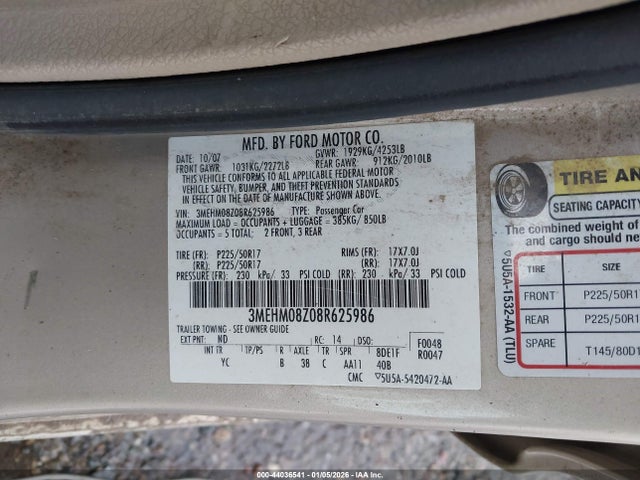 MFD. BY FORD MOTOR CO.
DATE: 10/07 GVWR: 1929KG/4253LB
FRONT GAWR: 1031KG/2272LB REAR GAWR: 912KG/2010LB
THIS VEHICLE CONFORMS TO ALL APPLICABLE FEDERAL MOTOR
VEHICLE SAFETY, BUMPER, AND THEFT PREVENTION STANDARDS
IN EFFECT ON THE DATE OF MANUFACTURE SHOWN ABOVE.
VIN: 3MEHM08Z08R625986 TYPE: Passenger Car
MAXIMUM LOAD = OCCUPANTS + LUGGAGE = 385KG/ 850LB
OCCUPANTS = 5 TOTAL: 2 FRONT, 3 REAR
TIRE (FR): P225/50R17 RIMS (FR): 17X7.0J
(RR): P225/50R17 (RR): 17X7.0J
PRESSURE (FR): 230 kPa/ 33 PSI COLD (RR): 230 kPa/ 33 PSI COLD
3MEHM08Z08R625986
TRAILER TOWING - SEE OWNER GUIDE
EXT PNT: ND RC: 14 DSO: F0048
R0047
INT FR TP/PS R AXLE TR SPR 8DE1F
YC B 38 C AA11 40B
CMC ▽5U5A-5420472-AA
▽5U5A-1532-AA (TLU)
TIRE AN
SEATING CAPACITY
The combined weight of
and cargo should ne
TIRE SIZE
FRONT P225/50R17
REAR P225/50R
SPARE T145/80D1
000-44036541 - 01/05/2026 - COPYRIGHT IAA, LLC